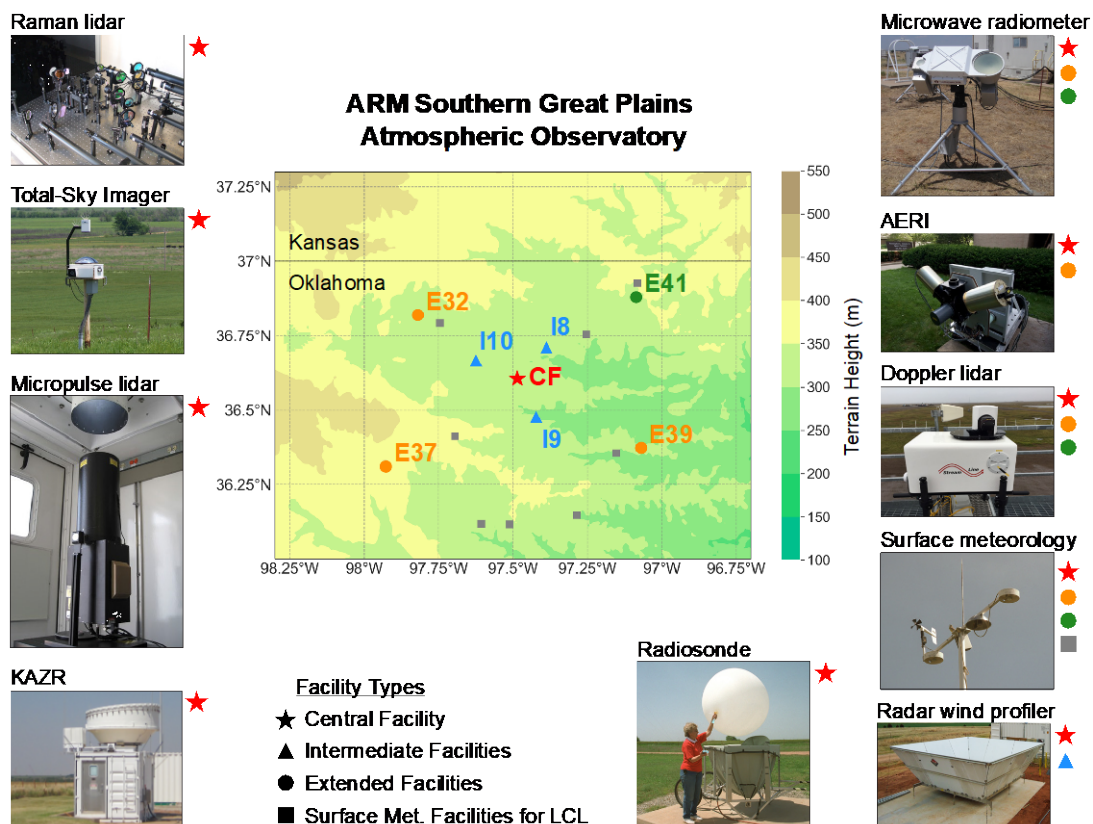 Raman lidar
Microwave radiometer
ARM Southern Great Plains
Atmospheric Observatory
Total-Sky Imager
AERI
Micropulse lidar
Doppler lidar
Stream Line
KAZR
Surface meteorology
Radiosonde
Radar wind profiler
37.25°N
37°N
36.75°N
36.5°N
36.25°N
98.25°W
98°W
97.75°W
97.5°W
97.25°W
97°W
96.75°W
Kansas
Oklahoma
E32
E41
I10
I8
CF
I9
E37
E39
550
500
450
400
350
300
250
200
150
100
Terrain Height (m)
Facility Types
Central Facility
Intermediate Facilities
Extended Facilities
Surface Met. Facilities for LCL